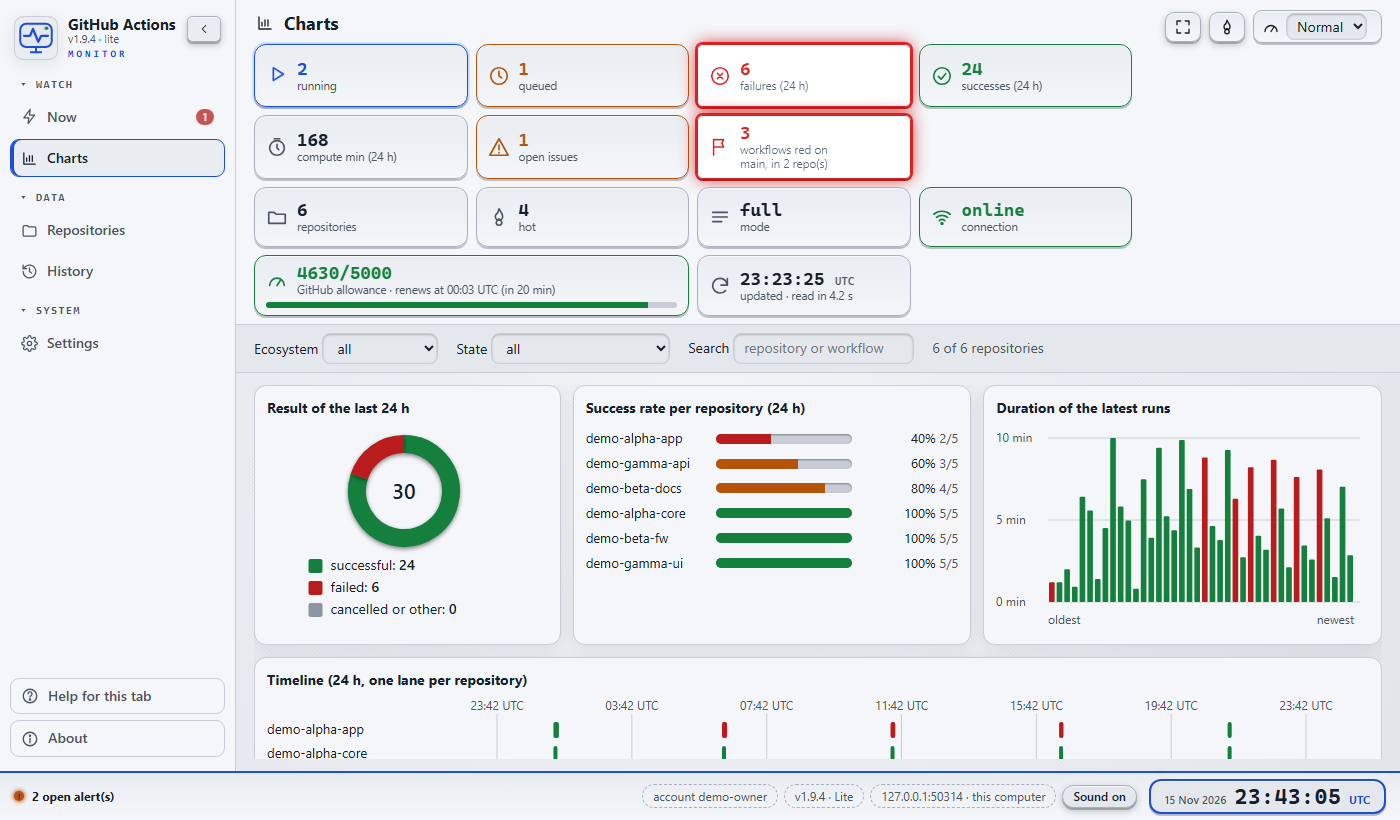 GitHub Actions
v1.9.4 · lite
MONITOR
WATCH
Now
1
Charts
DATA
Repositories
History
SYSTEM
Settings
Help for this tab
About
Charts
Normal
2
running
1
queued
6
failures (24 h)
24
successes (24 h)
168
compute min (24 h)
1
open issues
3
workflows red on
main, in 2 repo(s)
6
repositories
4
hot
full
mode
online
connection
4630/5000
GitHub allowance · renews at 00:03 UTC (in 20 min)
23:23:25 UTC
updated · read in 4.2 s
Ecosystem all State all Search repository or workflow 6 of 6 repositories
Result of the last 24 h
30
successful: 24
failed: 6
cancelled or other: 0
Success rate per repository (24 h)
demo-alpha-app 40% 2/5
demo-gamma-api 60% 3/5
demo-beta-docs 80% 4/5
demo-alpha-core 100% 5/5
demo-beta-fw 100% 5/5
demo-gamma-ui 100% 5/5
Duration of the latest runs
10 min
5 min
0 min
oldest newest
Timeline (24 h, one lane per repository)
23:42 UTC 03:42 UTC 07:42 UTC 11:42 UTC 15:42 UTC 19:42 UTC 23:42 UTC
demo-alpha-app
demo-alpha-core
2 open alert(s)
account demo-owner
v1.9.4 · Lite
127.0.0.1:50314 · this computer
Sound on
15 Nov 2026 23:43:05 UTC